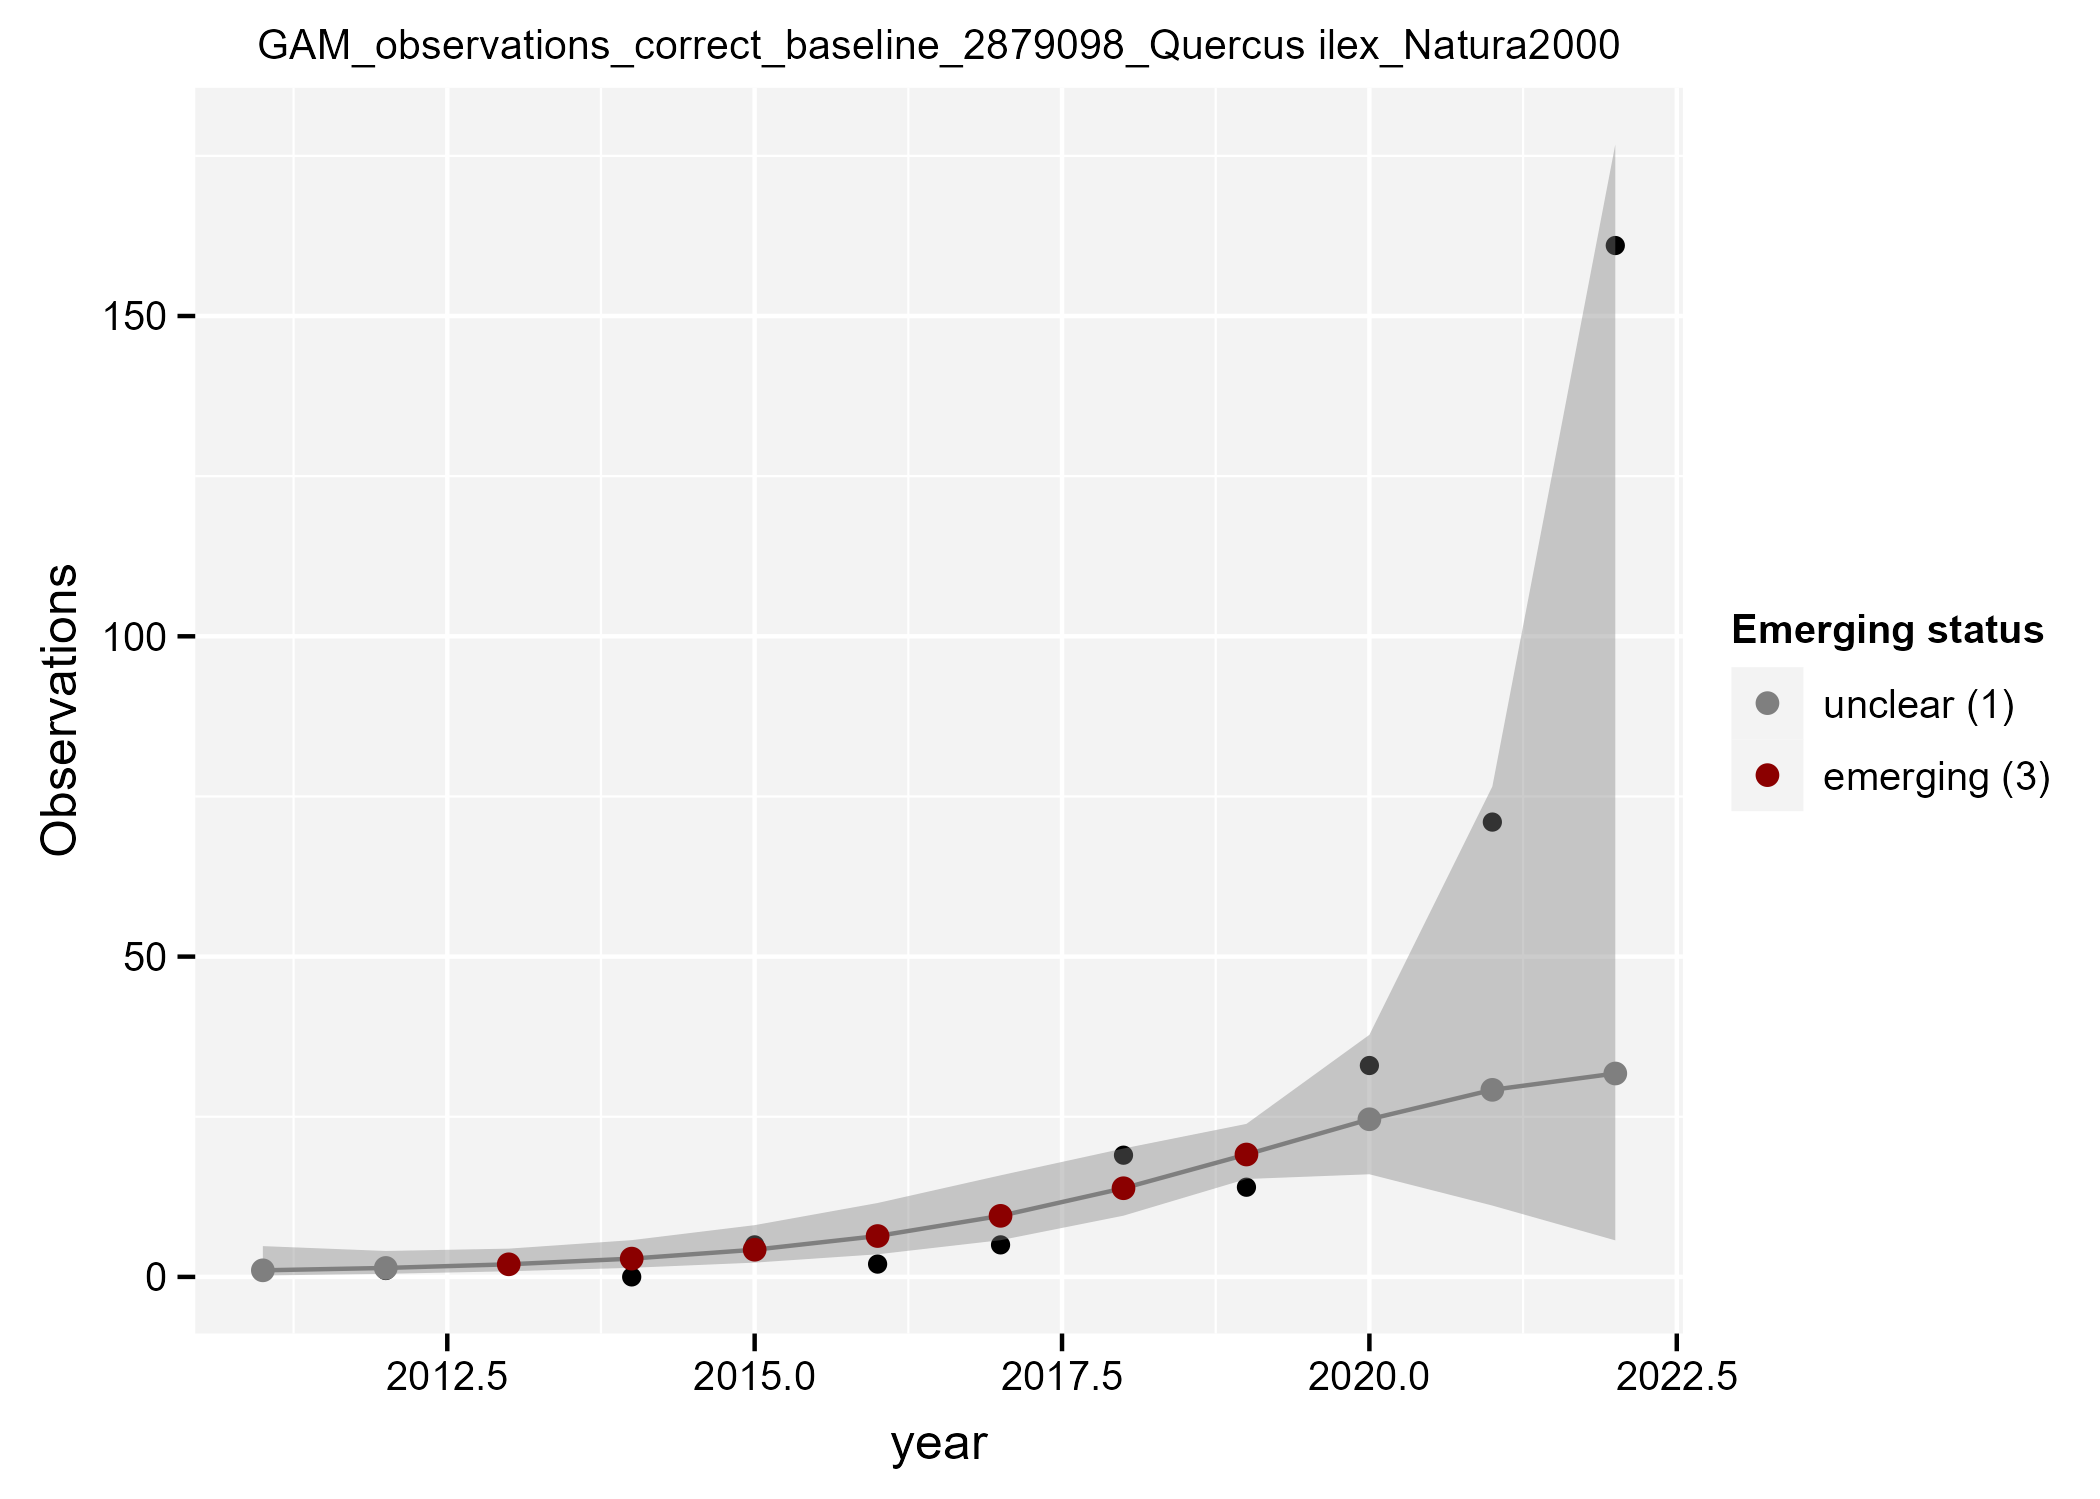 GAM_observations_correct_baseline_2879098_Quercus ilex_Natura2000
Observations
150
100
50
0
2012.5
2015.0
2017.5
2020.0
2022.5
year
Emerging status
unclear (1)
emerging (3)